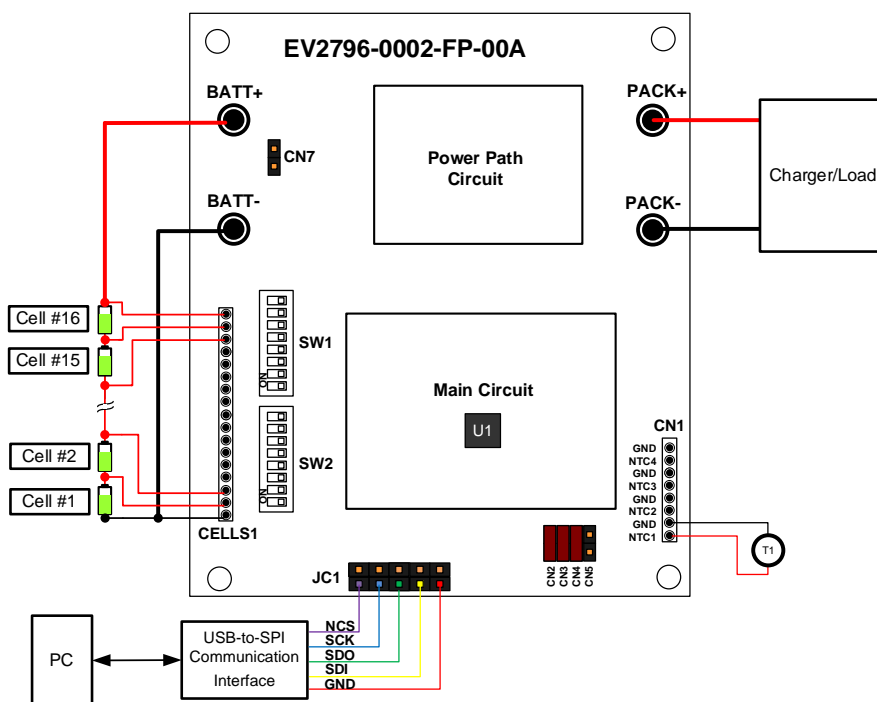 EV2796-0002-FP-00A
BATT+
PACK+
CN7
Power Path
Circuit
Charger/Load
BATT-
PACK-
Cell #16
SW1
Cell #15
ON
Main Circuit
U1
CN1
GND
NTC4
GND
NTC3
GND
NTC2
GND
NTC1
T1
Cell #2
SW2
Cell #1
ON
CELLS1
CN2
CN3
CN4
CN5
JC1
NCS
SCK
SDO
SDI
GND
USB-to-SPI
Communication
Interface
PC